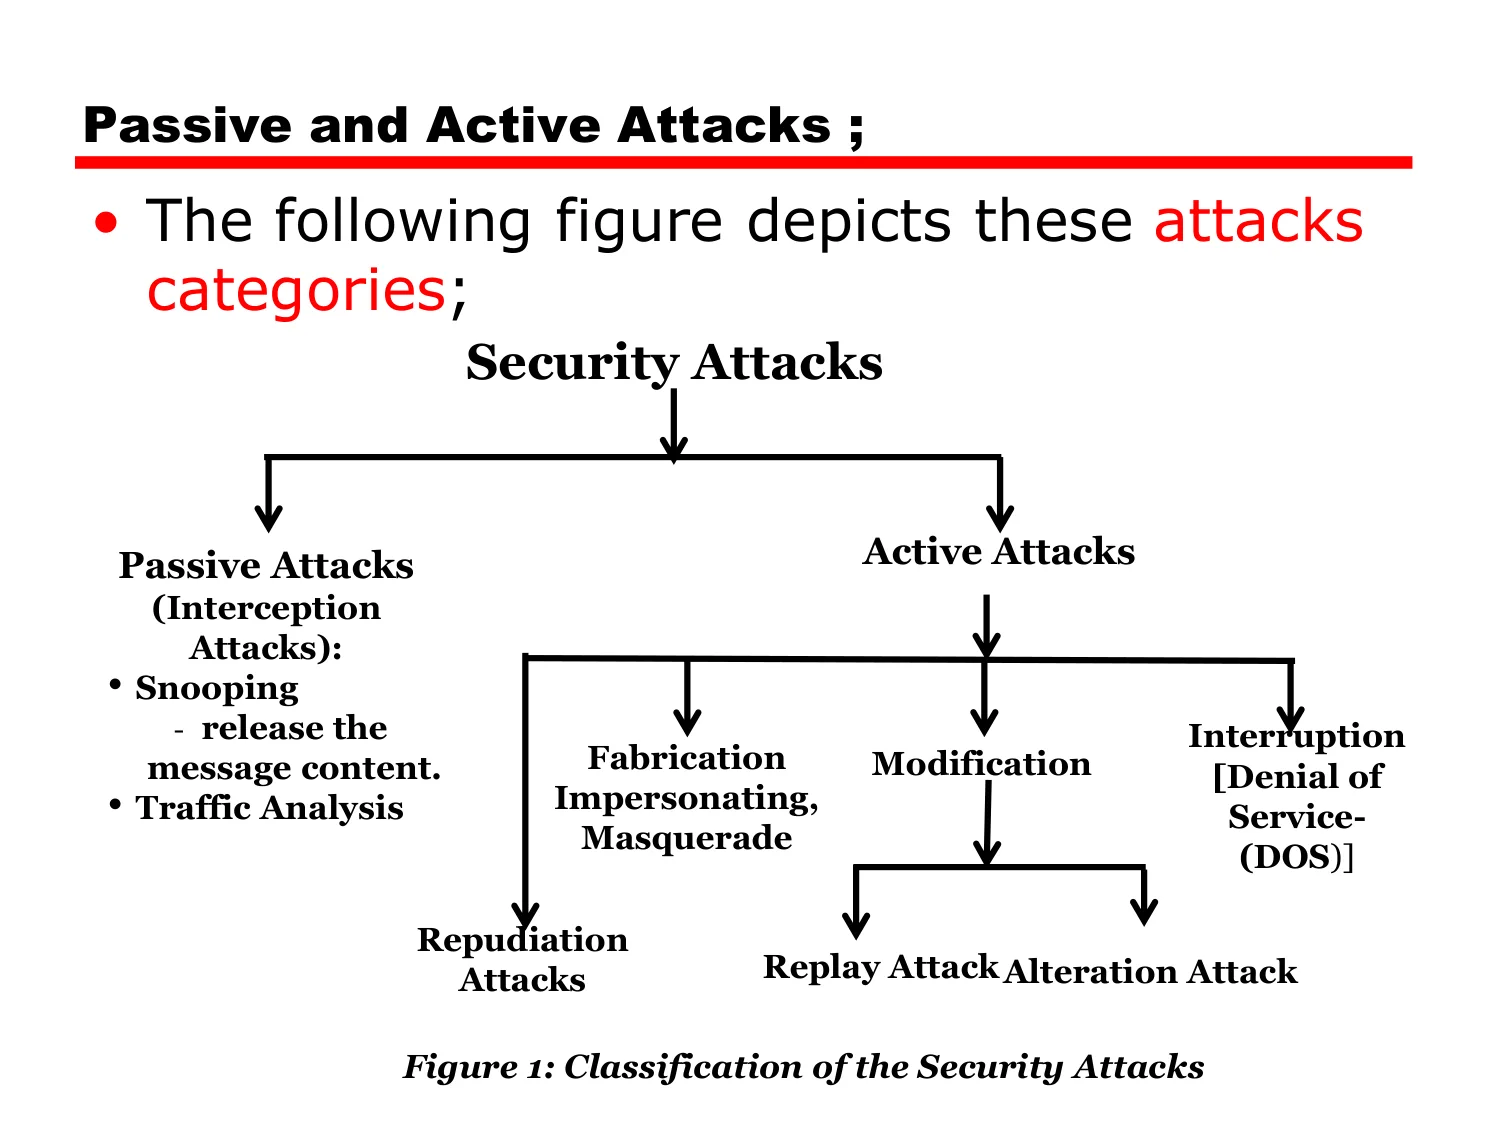 Passive and Active Attacks ;
• The following figure depicts these attacks
categories;
Security Attacks
Passive Attacks
(Interception
Attacks):
• Snooping
- release the
message content.
• Traffic Analysis
Active Attacks
Repudiation
Attacks
Fabrication
Impersonating,
Masquerade
Modification
Replay Attack
Alteration Attack
Interruption
[Denial of
Service-
(DOS)]
Figure 1: Classification of the Security Attacks